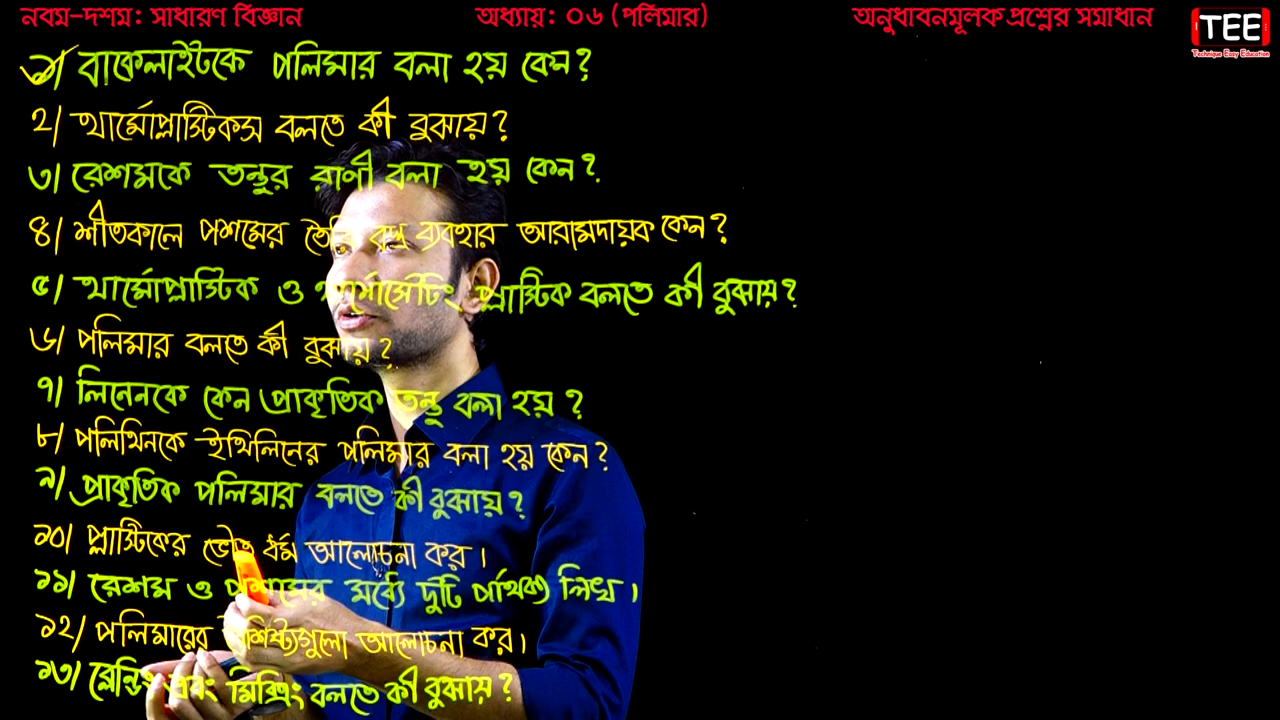 নবম-দশম: সাধারণ বিজ্ঞান অধ্যায়: ০৬ (পলিমার) অনুধাবনমূলক প্রশ্নের সমাধান
TEE
Technique Easy Education
১| বাকেলাইটকে পলিমার বলা হয় কেন?
২| থার্মোপ্লাস্টিকস বলতে কী বুঝায়?
৩| রেশমকে তন্তুর রাণী বলা হয় কেন?
৪| শীতকালে পশমের তৈরি বস্ত্র ব্যবহার আরামদায়ক কেন?
৫| থার্মোপ্লাস্টিক ও থার্মোসেটিং প্লাস্টিক বলতে কী বুঝায়?
৬| পলিমার বলতে কী বুঝায়?
৭| লিনেনকে কেন প্রাকৃতিক তন্তু বলা হয়?
৮| পলিথিনকে ইথিলিনের পলিমার বলা হয় কেন?
৯| প্রাকৃতিক পলিমার বলতে কী বুঝায়?
১০| প্লাস্টিকের ভৌত ধর্ম আলোচনা কর।
১১| রেশম ও পশমের মধ্যে দুটি পার্থক্য লিখ।
১২| পলিমারের বৈশিষ্ট্যগুলো আলোচনা কর।
১৩| ব্লেন্ডিং এবং মিক্সিং বলতে কী বুঝায়?